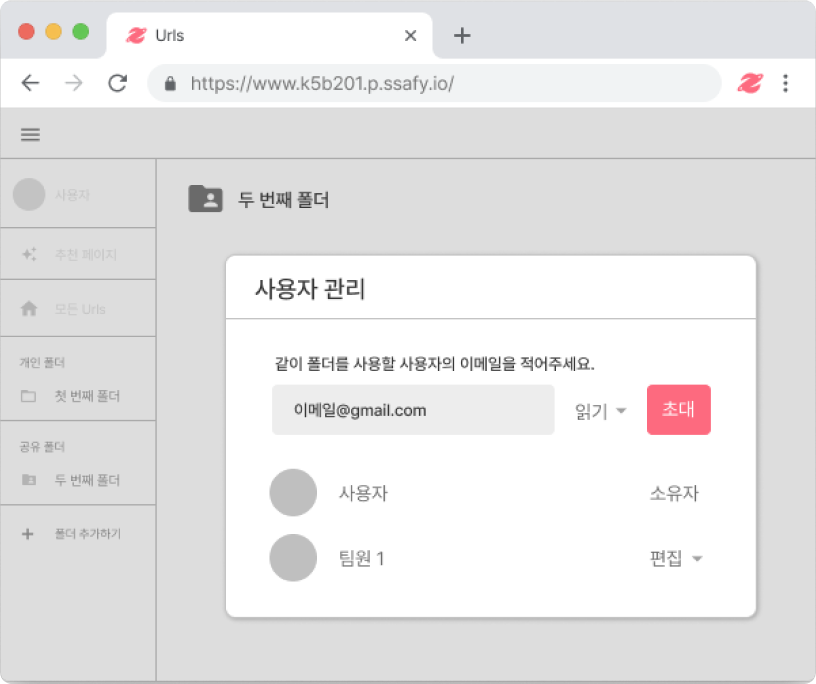 Urls
https://www.k5b201.p.ssafy.io/
사용자
추천 페이지
모든 Urls
개인 폴더
첫 번째 폴더
공유 폴더
두 번째 폴더
폴더 추가하기
두 번째 폴더
사용자 관리
같이 폴더를 사용할 사용자의 이메일을 적어주세요.
이메일@gmail.com 읽기 초대
사용자 소유자
팀원 1 편집